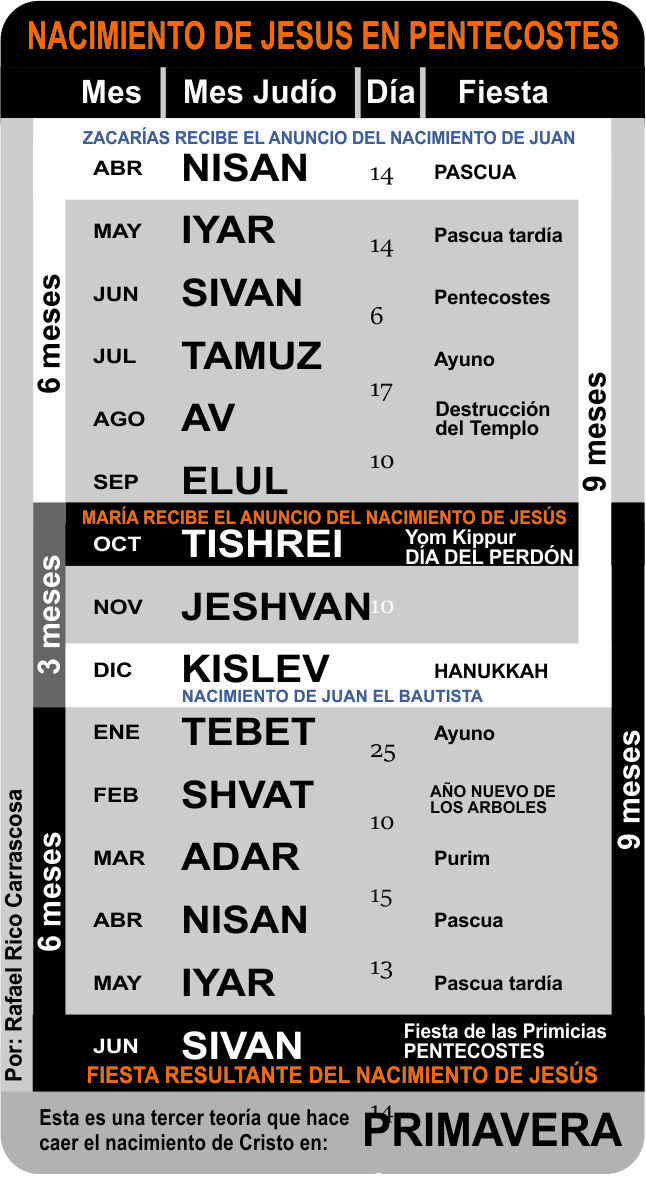 NACIMIENTO DE JESUS EN PENTECOSTES
Mes Mes Judío Día Fiesta
ZACARÍAS RECIBE EL ANUNCIO DEL NACIMIENTO DE JUAN
ABR NISAN 14 PASCUA
MAY IYAR 14 Pascua tardía
JUN SIVAN 6 Pentecostes
JUL TAMUZ Ayuno
17
AGO AV Destrucción
del Templo
10
SEP ELUL
6 meses
9 meses
MARÍA RECIBE EL ANUNCIO DEL NACIMIENTO DE JESÚS
OCT TISHREI Yom Kippur
DÍA DEL PERDÓN
NOV JESHVAN 10
3 meses
DIC KISLEV HANUKKAH
NACIMIENTO DE JUAN EL BAUTISTA
ENE TEBET 25 Ayuno
FEB SHVAT AÑO NUEVO DE
LOS ARBOLES
10
MAR ADAR Purim
15
ABR NISAN Pascua
13
MAY IYAR Pascua tardía
6 meses
9 meses
JUN SIVAN Fiesta de las Primicias
PENTECOSTES
FIESTA RESULTANTE DEL NACIMIENTO DE JESÚS
14
Esta es una tercer teoría que hace
caer el nacimiento de Cristo en:
PRIMAVERA
Por: Rafael Rico Carrascosa